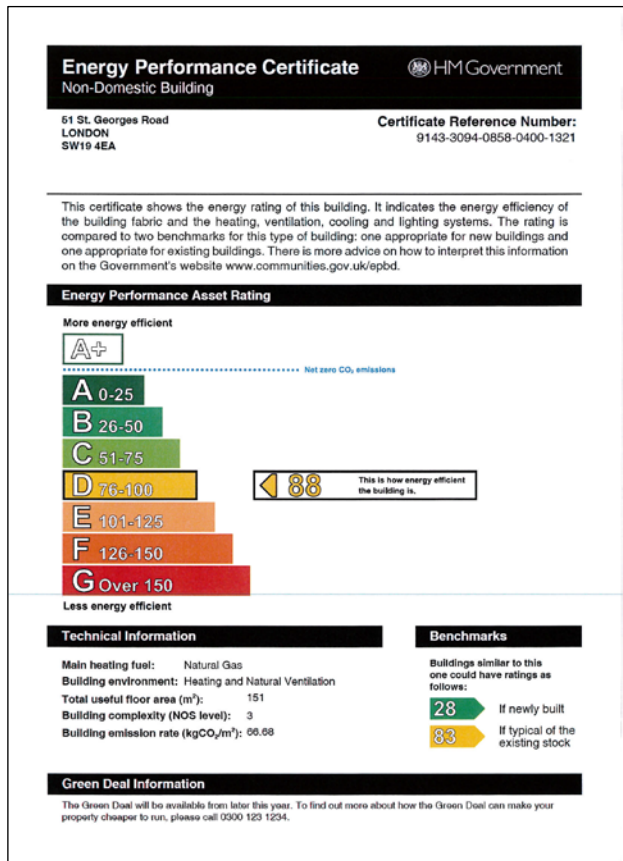 Energy Performance Certificate
HM Government
Non-Domestic Building
51 St. Georges Road
LONDON
SW19 4EA
Certificate Reference Number:
9143-3094-0858-0400-1321
This certificate shows the energy rating of this building. It indicates the energy efficiency of
the building fabric and the heating, ventilation, cooling and lighting systems. The rating is
compared to two benchmarks for this type of building: one appropriate for new buildings and
one appropriate for existing buildings. There is more advice on how to interpret this information
on the Government's website www.communities.gov.uk/epbd.
Energy Performance Asset Rating
More energy efficient
A+
Net zero CO₂ emissions
A 0-25
B 26-50
C 51-75
D 76-100
88
This is how energy efficient
the building is.
E 101-125
F 126-150
G Over 150
Less energy efficient
Technical Information
Main heating fuel: Natural Gas
Building environment: Heating and Natural Ventilation
Total useful floor area (m²): 151
Building complexity (NOS level): 3
Building emission rate (kgCO₂/m²): 66.68
Benchmarks
Buildings similar to this
one could have ratings as
follows:
28 If newly built
83 If typical of the
existing stock
Green Deal Information
The Green Deal will be available from later this year. To find out more about how the Green Deal can make your
property cheaper to run, please call 0300 123 1234.